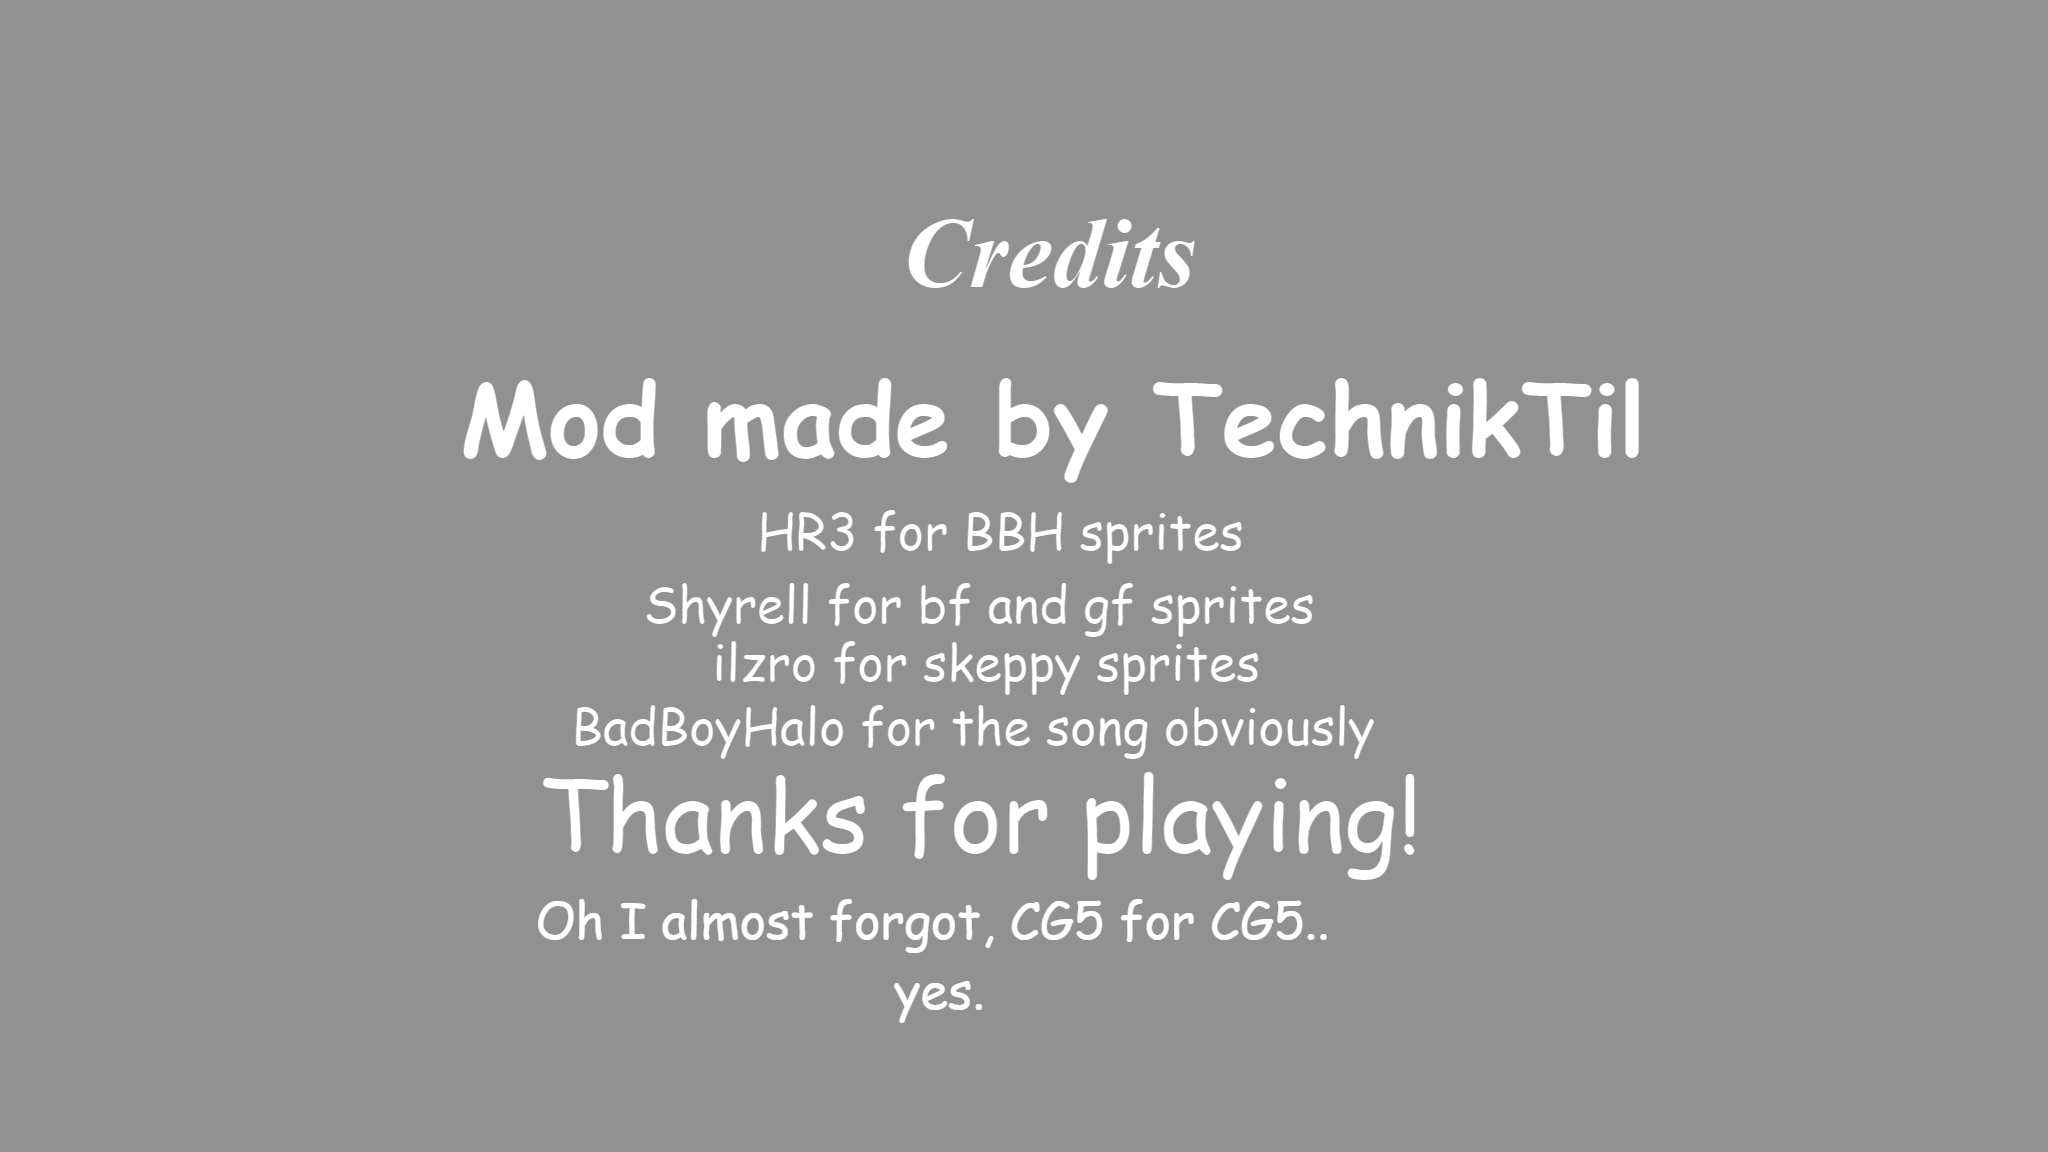 Credits
Mod made by TechnikTil
HR3 for BBH sprites
Shyrell for bf and gf sprites
ilzro for skeppy sprites
BadBoyHalo for the song obviously
Thanks for playing!
Oh I almost forgot, CG5 for CG5..
yes.